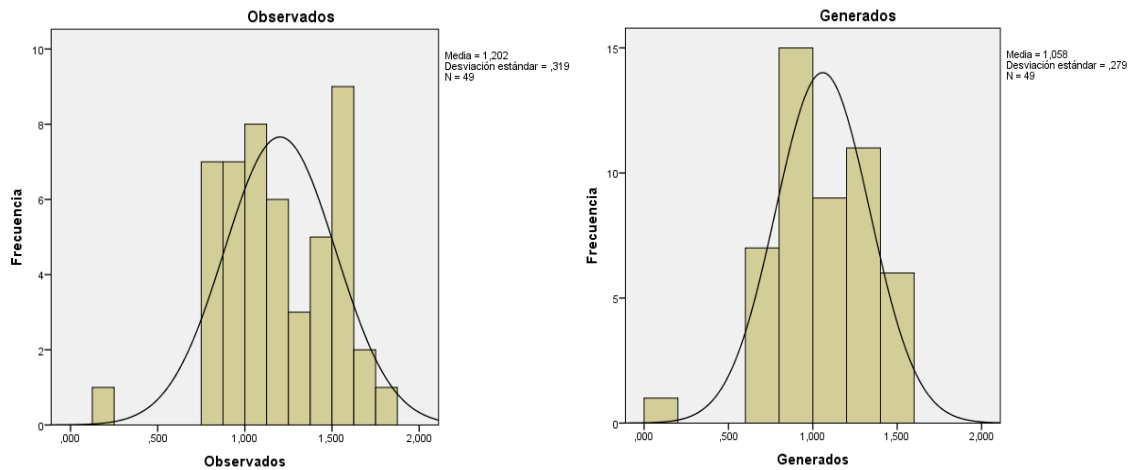 Observados
Media = 1,202
Desviación estándar = ,319
N = 49
10
8
6
4
2
0
Frecuencia
,000 ,500 1,000 1,500 2,000
Observados
Generados
Media = 1,058
Desviación estándar = ,279
N = 49
15
10
5
0
Frecuencia
,000 ,500 1,000 1,500 2,000
Generados